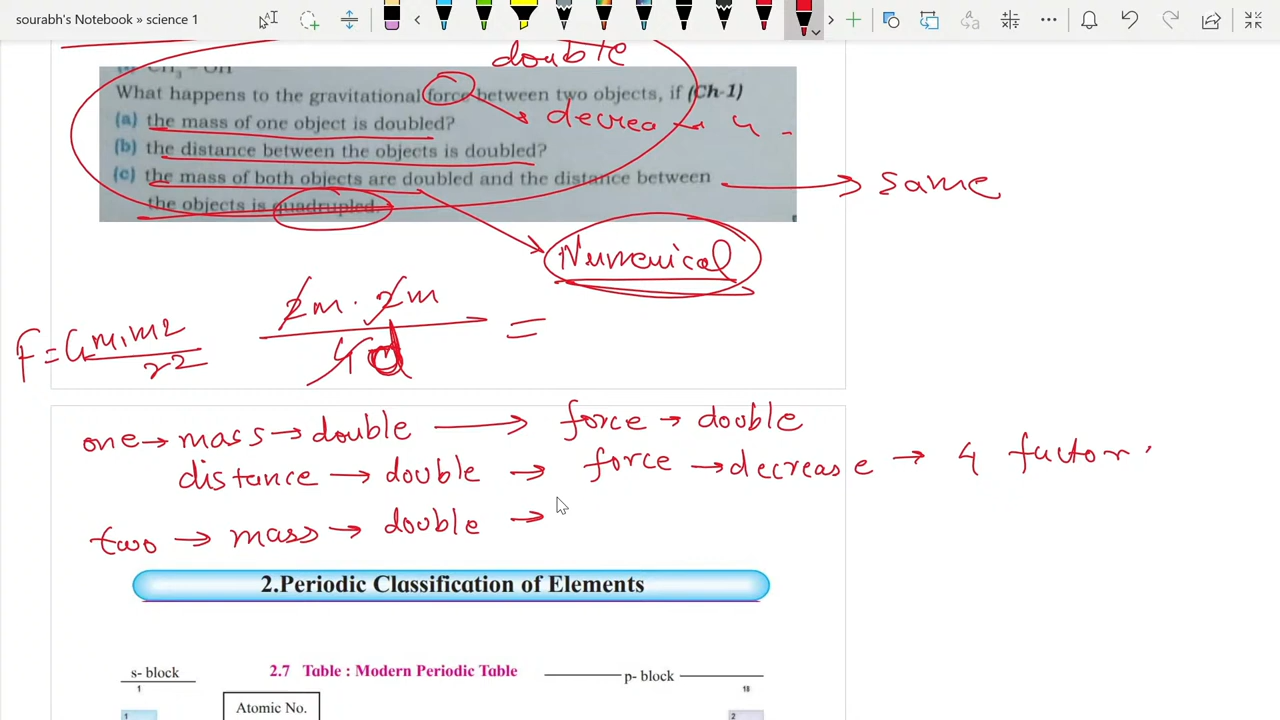 sourabh's Notebook » science 1
double
What happens to the gravitational force between two objects, if (Ch-1)
decrea → 4
(a) the mass of one object is doubled?
(b) the distance between the objects is doubled?
(c) the mass of both objects are doubled and the distance between
the objects is quadrupled.
same
Numerical
F = G m1 m2 / r2
2m . 2m / 4d =
one → mass → double → force → double
distance → double → force → decrease → 4 factor
two → mass → double →
2.Periodic Classification of Elements
s- block
1
2.7 Table : Modern Periodic Table
p- block
18
Atomic No.
1
2